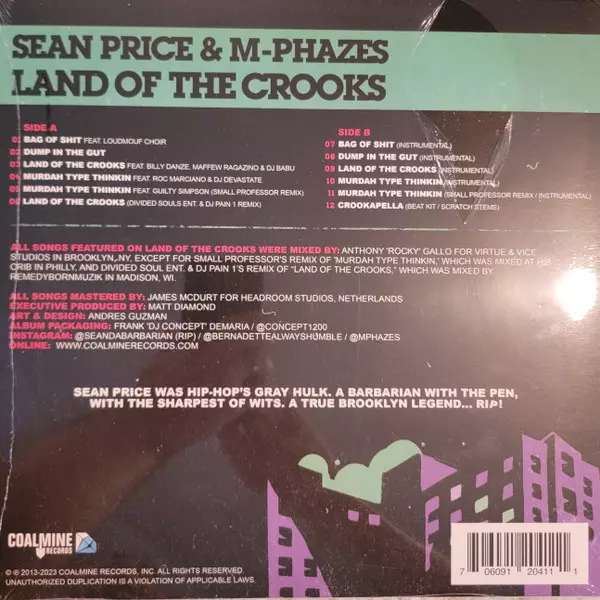 SEAN PRICE & M-PHAZES
LAND OF THE CROOKS
SIDE A
01 BAG OF SHIT FEAT. LOUDMOUF CHOIR
02 DUMP IN THE GUT
03 LAND OF THE CROOKS FEAT. BILLY DANZE, MAFFEW RAGAZINO & DJ BABU
04 MURDAH TYPE THINKIN FEAT. ROC MARCIANO & DJ DEVASTATE
05 MURDAH TYPE THINKIN FEAT. GUILTY SIMPSON (SMALL PROFESSOR REMIX)
06 LAND OF THE CROOKS (DIVIDED SOULS ENT. & DJ PAIN 1 REMIX)
SIDE B
07 BAG OF SHIT (INSTRUMENTAL)
08 DUMP IN THE GUT (INSTRUMENTAL)
09 LAND OF THE CROOKS (INSTRUMENTAL)
10 MURDAH TYPE THINKIN (INSTRUMENTAL)
11 MURDAH TYPE THINKIN (SMALL PROFESSOR REMIX / INSTRUMENTAL)
12 CROOKAPELLA (BEAT KIT / SCRATCH STEMS)
ALL SONGS FEATURED ON LAND OF THE CROOKS WERE MIXED BY: ANTHONY 'ROCKY' GALLO FOR VIRTUE & VICE
STUDIOS IN BROOKLYN, NY, EXCEPT FOR SMALL PROFESSOR'S REMIX OF "MURDAH TYPE THINKIN," WHICH WAS MIXED AT HIS
CRIB IN PHILLY, AND DIVIDED SOUL ENT. & DJ PAIN 1'S REMIX OF "LAND OF THE CROOKS," WHICH WAS MIXED BY
REMEDYBORNMUZIK IN MADISON, WI.
ALL SONGS MASTERED BY: JAMES MCDURT FOR HEADROOM STUDIOS, NETHERLANDS
EXECUTIVE PRODUCED BY: MATT DIAMOND
ART & DESIGN: ANDRES GUZMAN
ALBUM PACKAGING: FRANK 'DJ CONCEPT' DEMARIA / @CONCEPT1200
INSTAGRAM: @SEANDABARBARIAN (RIP) / @BERNADETTEALWAYSHUMBLE / @MPHAZES
ONLINE: WWW.COALMINERECORDS.COM
SEAN PRICE WAS HIP-HOP'S GRAY HULK. A BARBARIAN WITH THE PEN,
WITH THE SHARPEST OF WITS. A TRUE BROOKLYN LEGEND... RIP!
COALMINE
RECORDS
© ℗ 2013-2023 COALMINE RECORDS, INC. ALL RIGHTS RESERVED.
UNAUTHORIZED DUPLICATION IS A VIOLATION OF APPLICABLE LAWS.
7 06091 20411 1